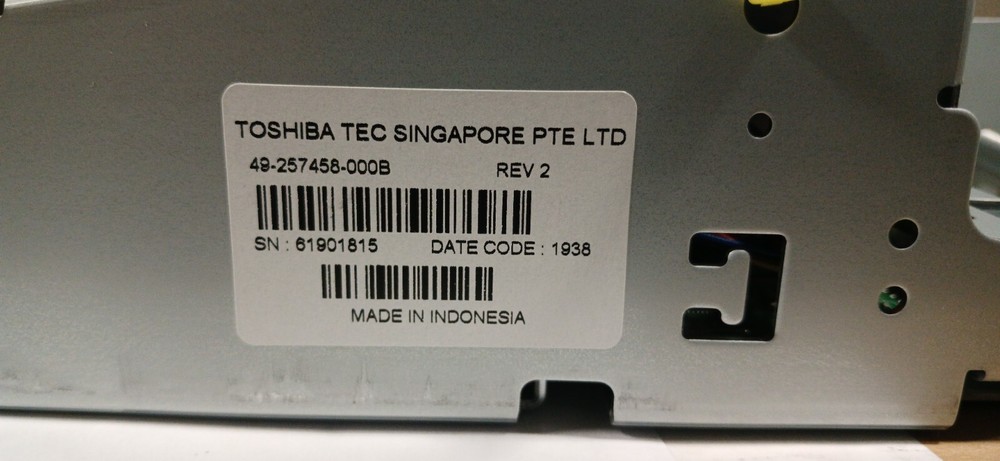 TOSHIBA TEC SINGAPORE PTE LTD
49-257458-000B REV 2
SN : 61901815 DATE CODE : 1938
MADE IN INDONESIA